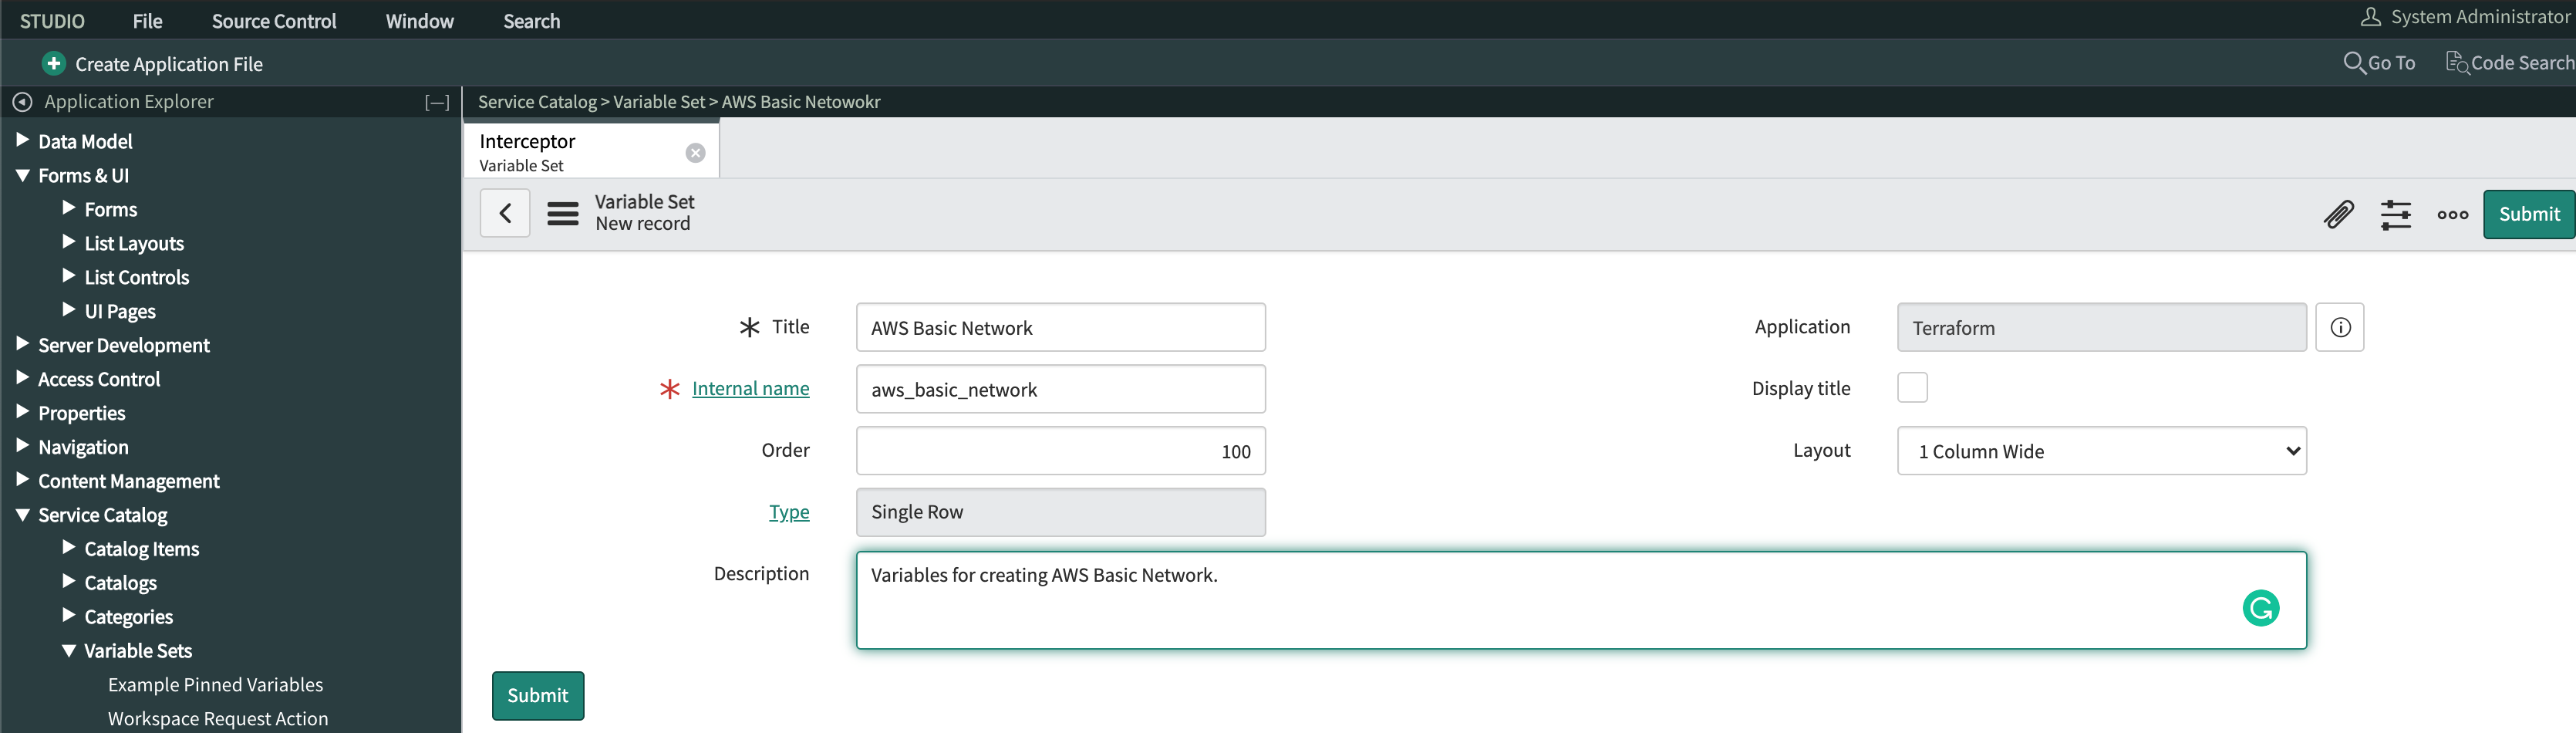 STUDIO File Source Control Window Search System Administrator
Create Application File Go To Code Search
Application Explorer [—] Service Catalog > Variable Set > AWS Basic Netowokr
Data Model
Forms & UI
Forms
List Layouts
List Controls
UI Pages
Server Development
Access Control
Properties
Navigation
Content Management
Service Catalog
Catalog Items
Catalogs
Categories
Variable Sets
Example Pinned Variables
Workspace Request Action
Interceptor
Variable Set
Variable Set
New record
Submit
* Title AWS Basic Network
* Internal name aws_basic_network
Order 100
Type Single Row
Description Variables for creating AWS Basic Network.
Application Terraform
Display title
Layout 1 Column Wide
Submit